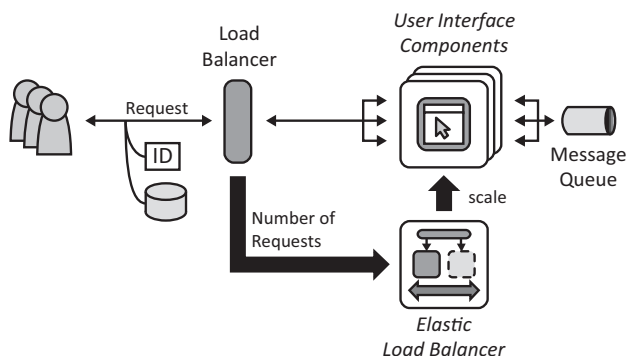 User Interface
Components
Load
Balancer
Request
ID
Message
Queue
scale
Number of
Requests
Elastic
Load Balancer